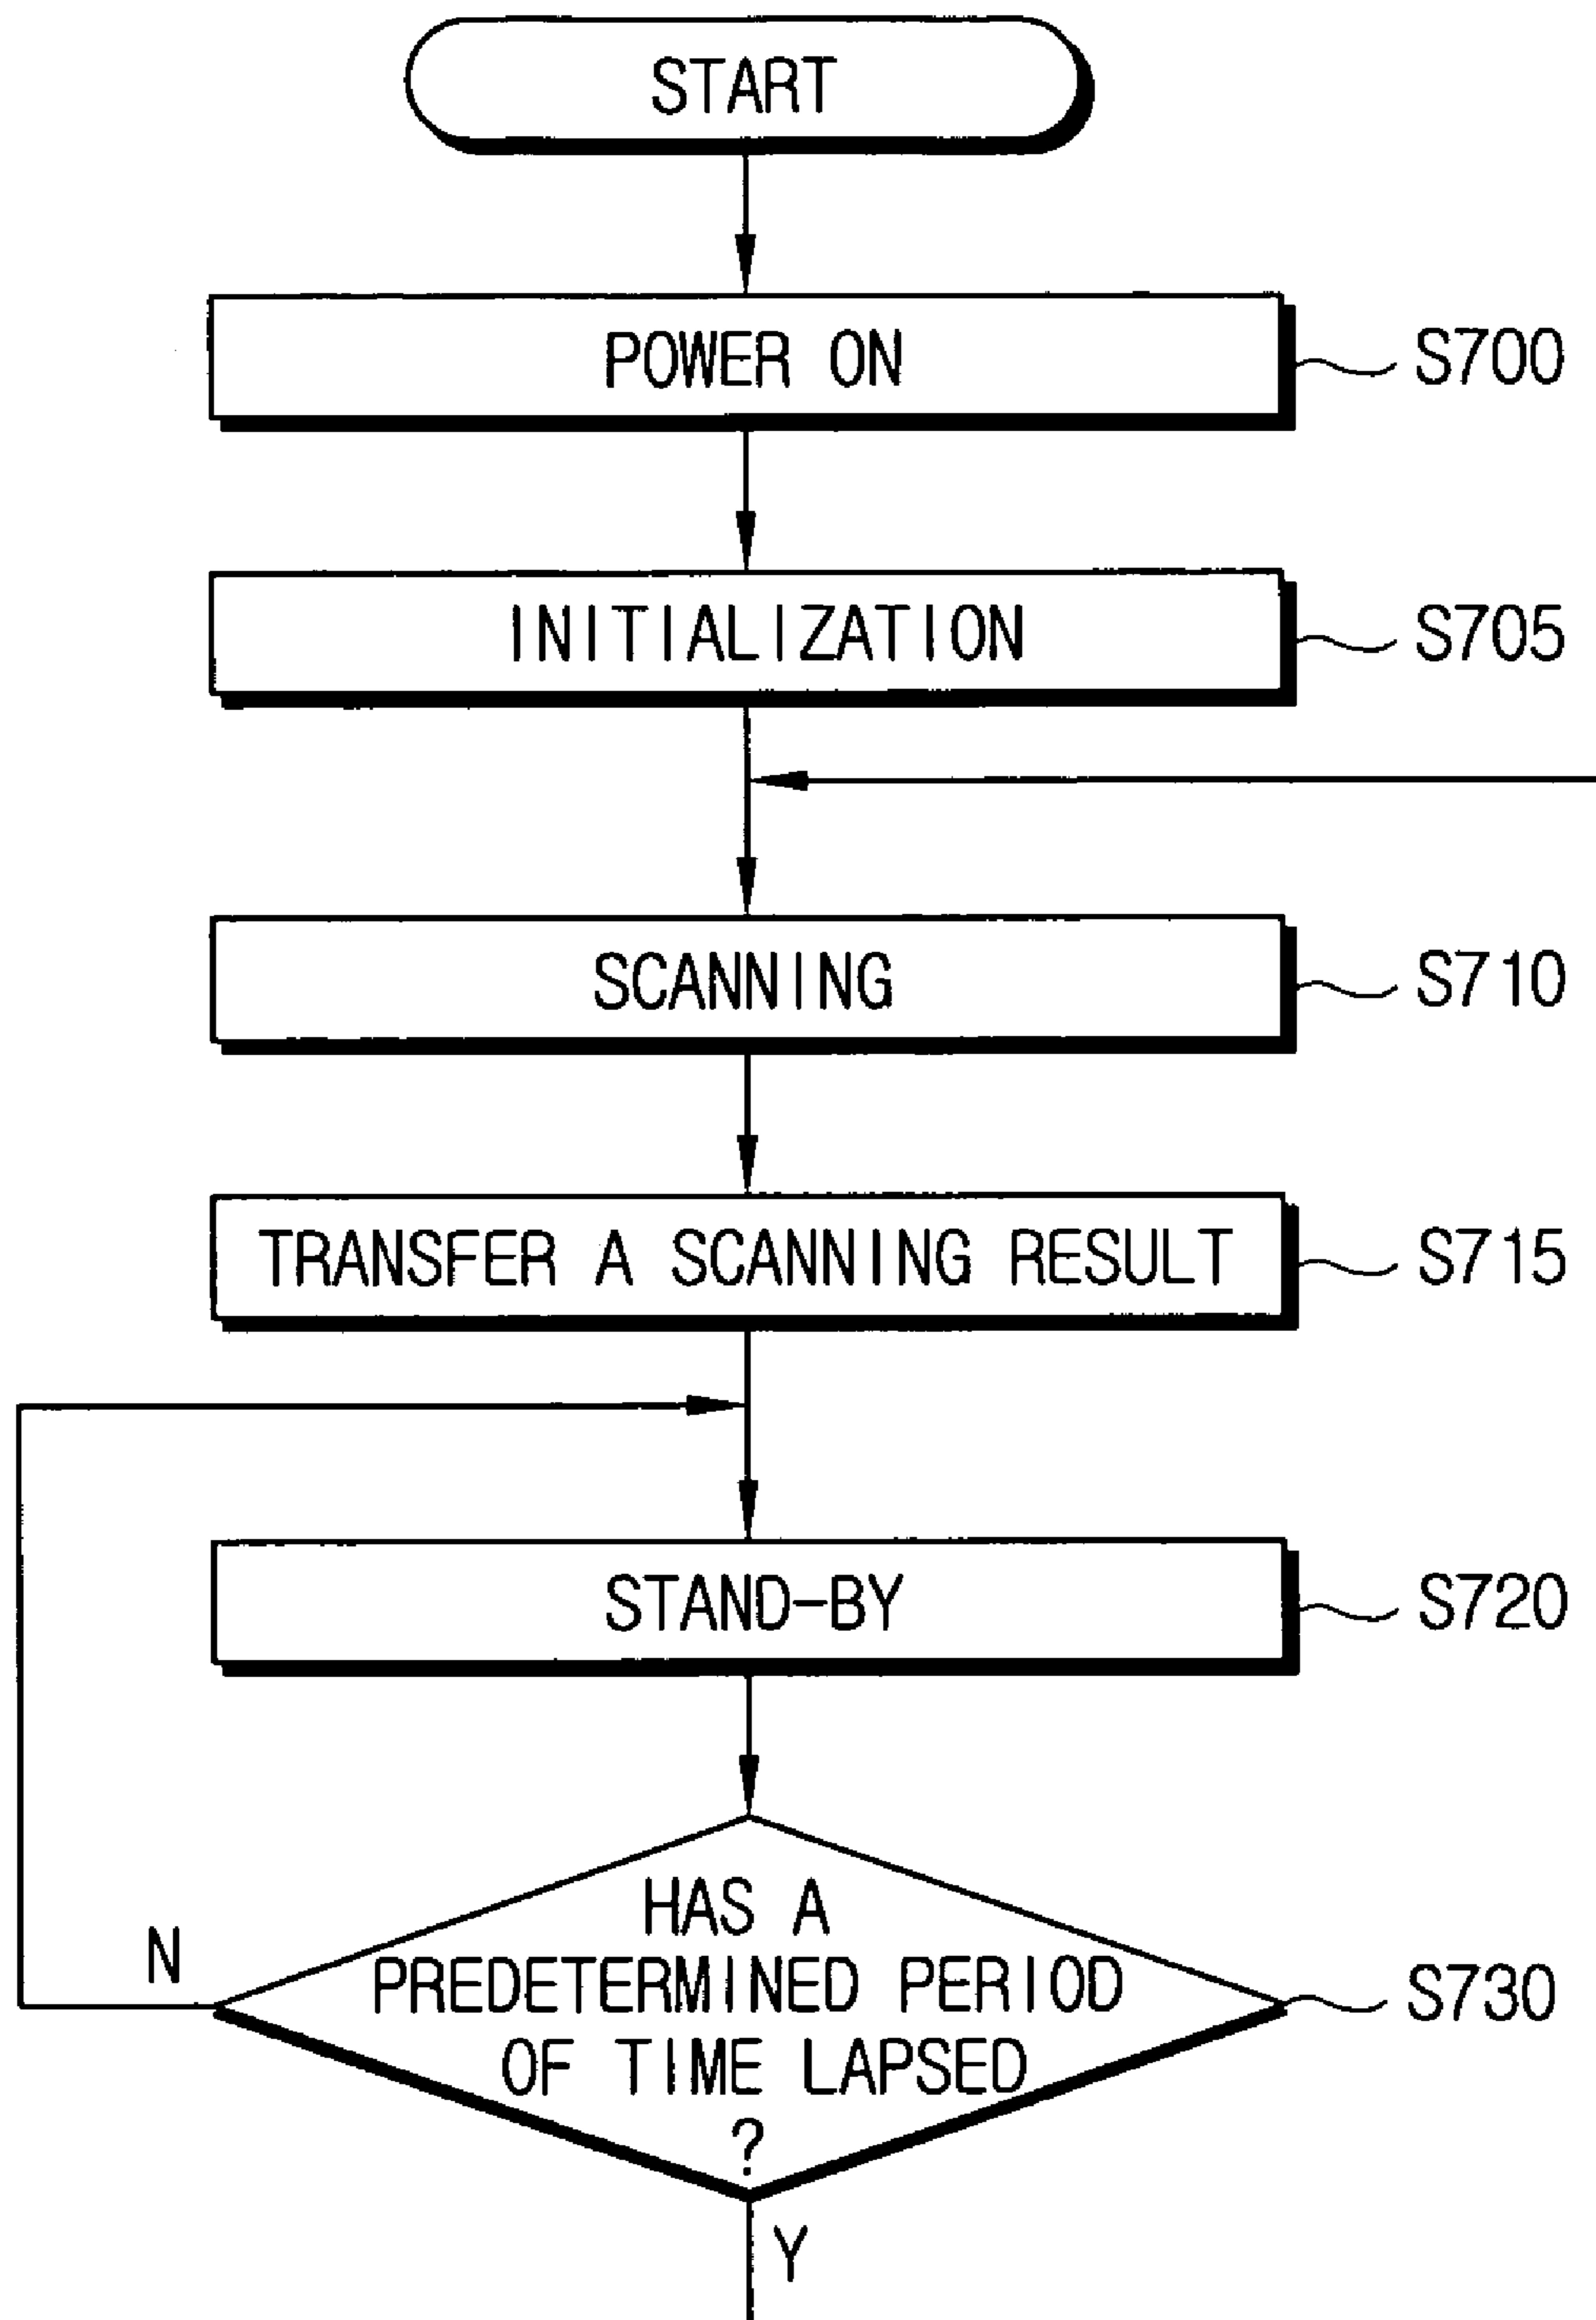 START
POWER ON
S700
INITIALIZATION
S705
SCANNING
S710
TRANSFER A SCANNING RESULT
S715
STAND-BY
S720
HAS A
PREDETERMINED PERIOD
OF TIME LAPSED
?
S730
N
Y